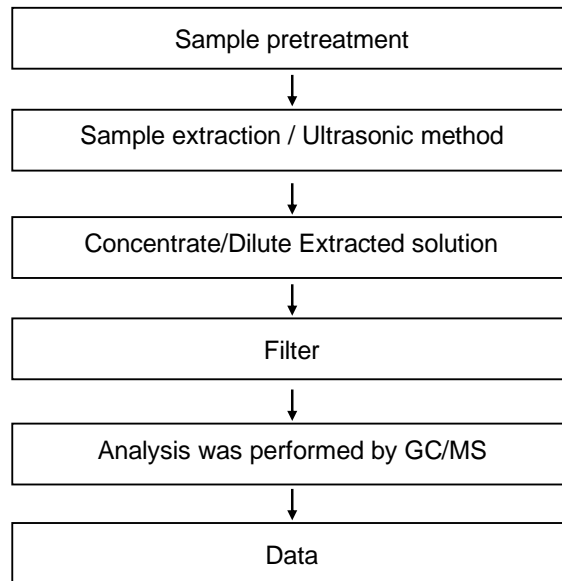 Sample pretreatment
Sample extraction / Ultrasonic method
Concentrate/Dilute Extracted solution
Filter
Analysis was performed by GC/MS
Data